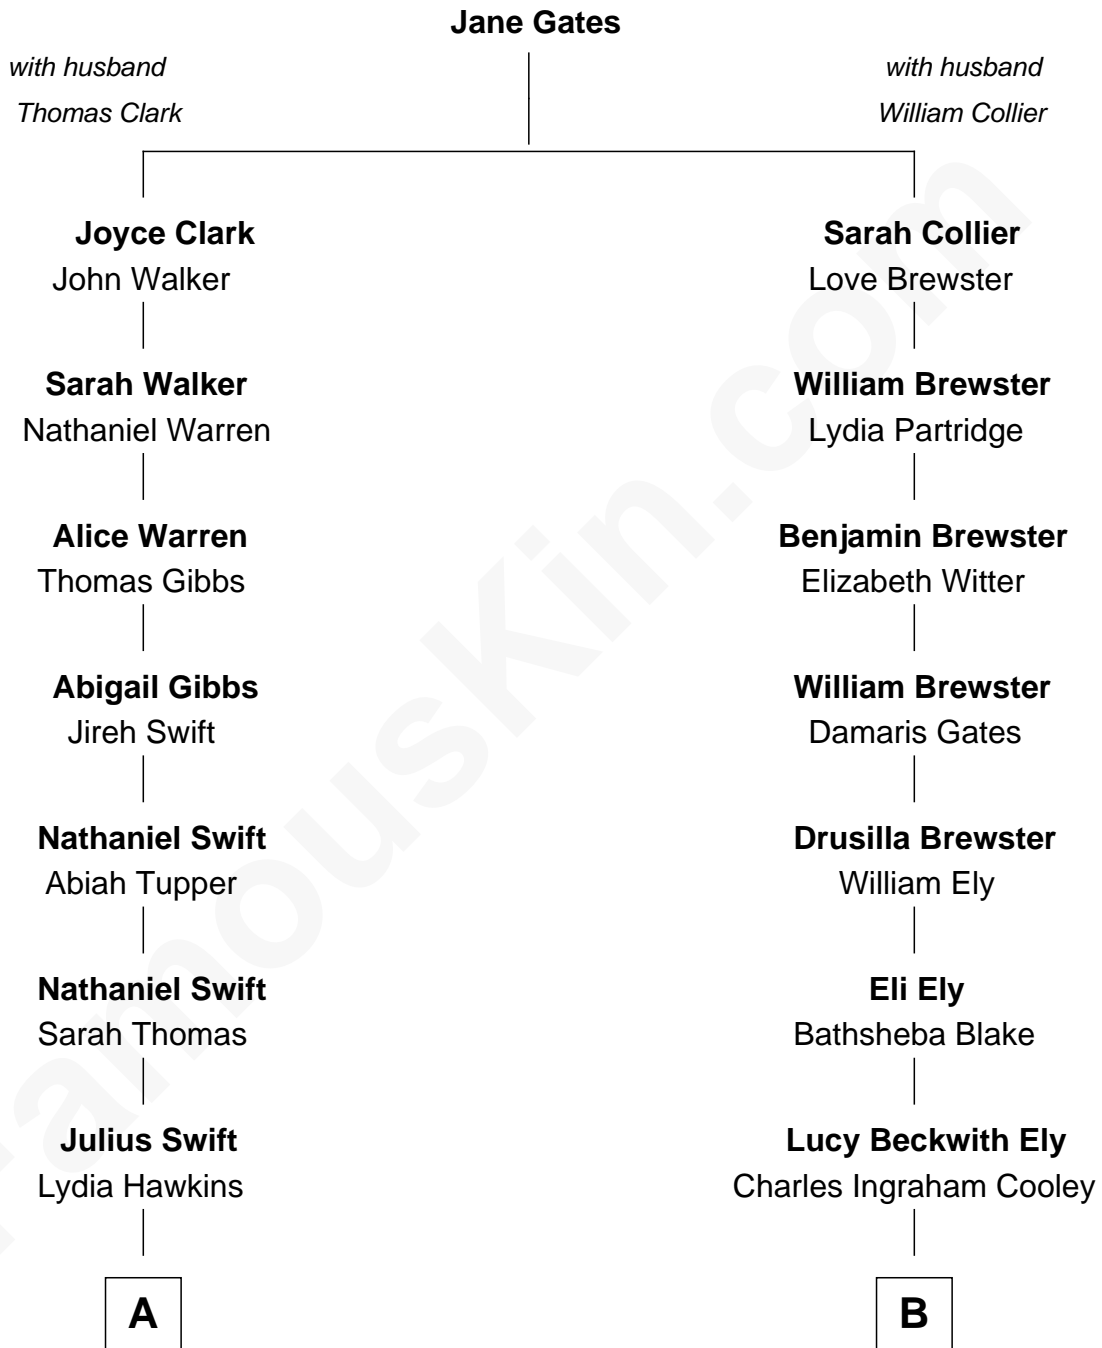 Jane Gates
with husband
Thomas Clark
with husband
William Collier
Joyce Clark
John Walker
Sarah Collier
Love Brewster
Sarah Walker
Nathaniel Warren
William Brewster
Lydia Partridge
Alice Warren
Thomas Gibbs
Benjamin Brewster
Elizabeth Witter
Abigail Gibbs
Jireh Swift
William Brewster
Damaris Gates
Nathaniel Swift
Abiah Tupper
Drusilla Brewster
William Ely
Nathaniel Swift
Sarah Thomas
Eli Ely
Bathsheba Blake
Julius Swift
Lydia Hawkins
Lucy Beckwith Ely
Charles Ingraham Cooley
A
B
FamousKin.com